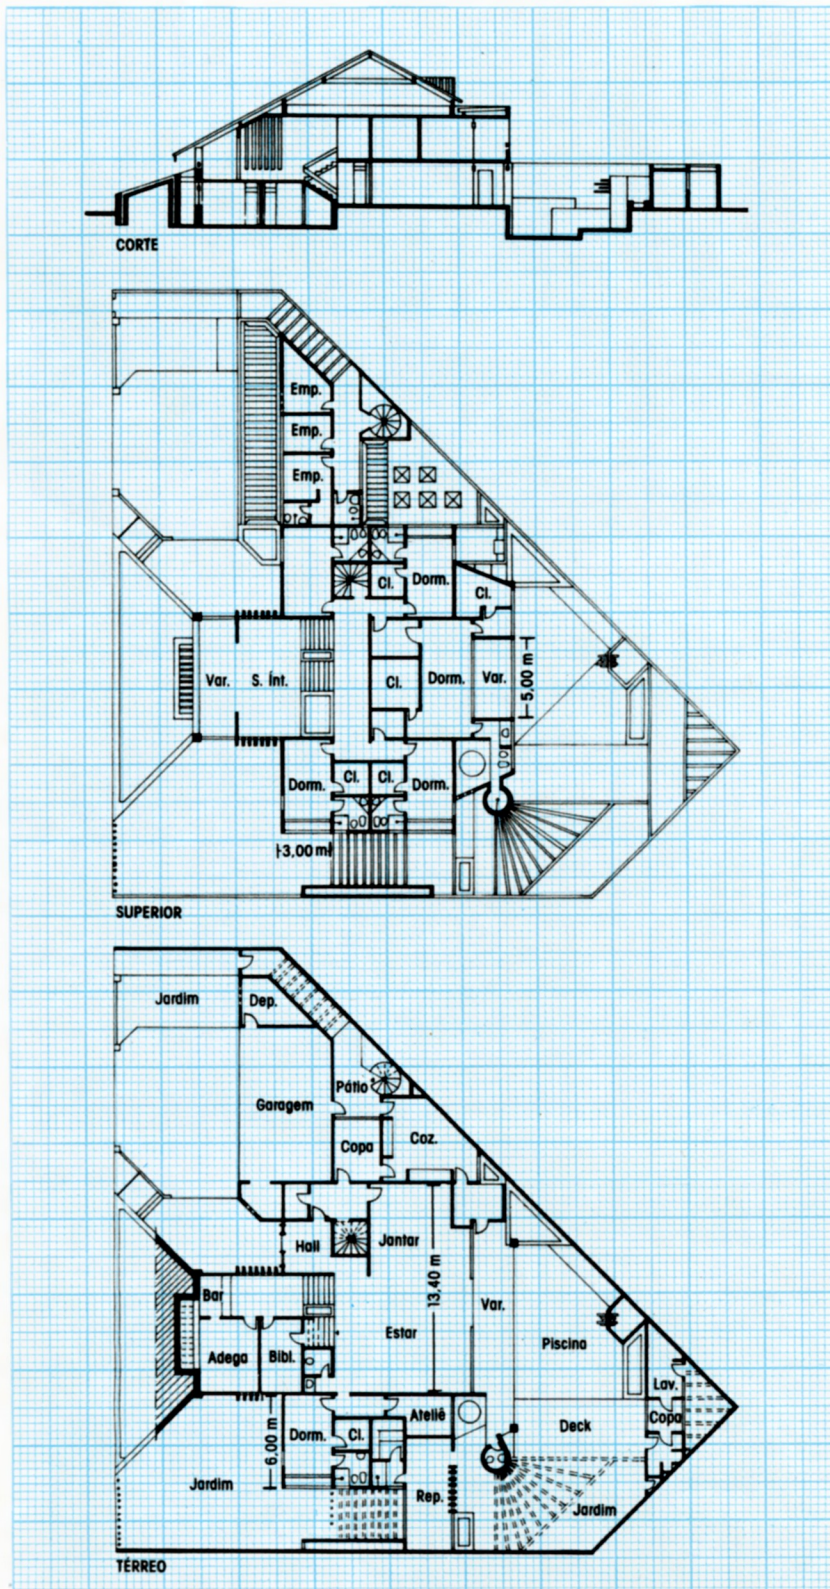 CORTE
Emp.
Emp.
Emp.
Cl.
Dorm.
Cl.
Var.
S. Ínt.
Cl.
Dorm.
Var.
5,00 m
Dorm.
Cl.
Cl.
Dorm.
3,00 m
SUPERIOR
Jardim
Dep.
Pátio
Garagem
Copa
Coz.
Hall
Jantar
13,40 m
Bar
Var.
Estar
Piscina
Adega
Bibl.
Lav.
Ateliê
Copa
Deck
6,00 m
Dorm.
Cl.
Jardim
Rep.
Jardim
TÉRREO